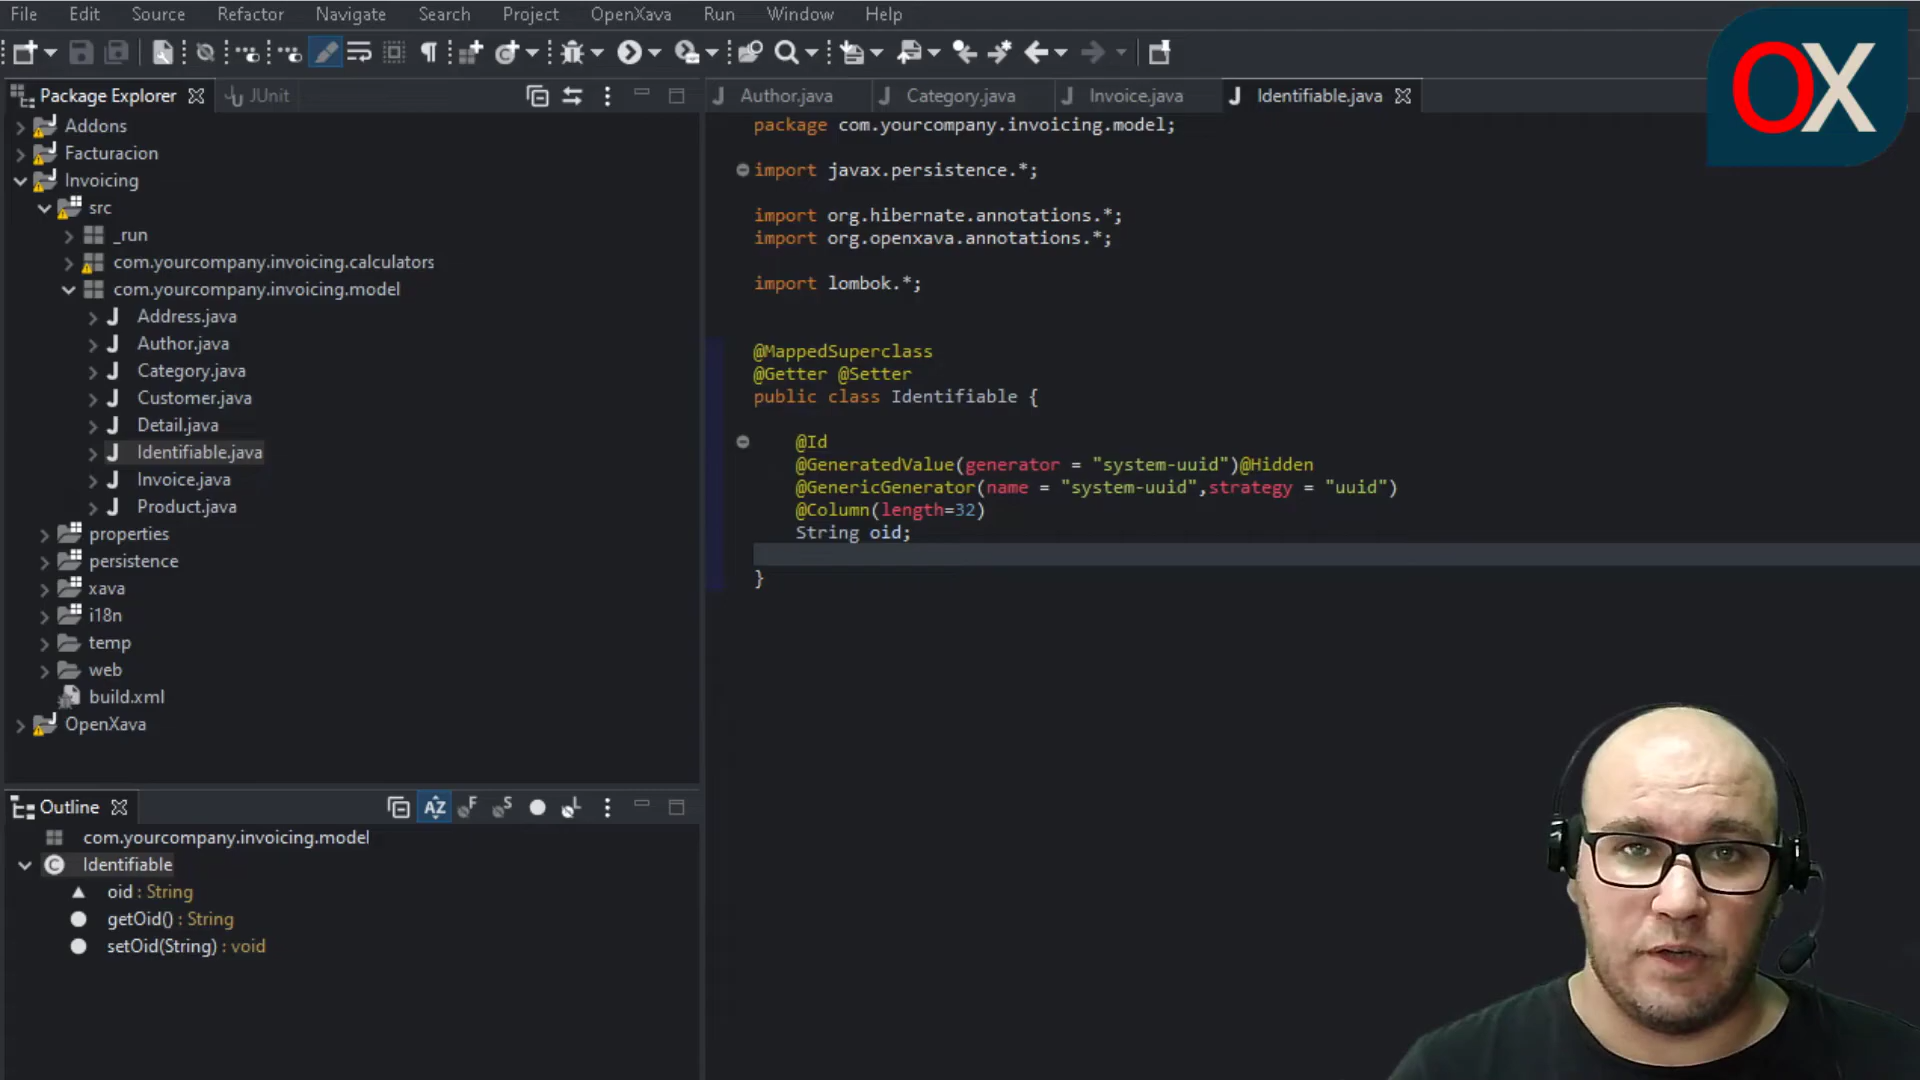 File Edit Source Refactor Navigate Search Project OpenXava Run Window Help
Package Explorer JUnit
Addons
Facturacion
Invoicing
src
_run
com.yourcompany.invoicing.calculators
com.yourcompany.invoicing.model
Address.java
Author.java
Category.java
Customer.java
Detail.java
Identifiable.java
Invoice.java
Product.java
properties
persistence
xava
i18n
temp
web
build.xml
OpenXava
Outline
AZ F S L
com.yourcompany.invoicing.model
Identifiable
oid : String
getOid() : String
setOid(String) : void
Author.java Category.java Invoice.java Identifiable.java
package com.yourcompany.invoicing.model;
import javax.persistence.*;
import org.hibernate.annotations.*;
import org.openxava.annotations.*;
import lombok.*;
@MappedSuperclass
@Getter @Setter
public class Identifiable {
@Id
@GeneratedValue(generator = "system-uuid")@Hidden
@GenericGenerator(name = "system-uuid",strategy = "uuid")
@Column(length=32)
String oid;
}
OX